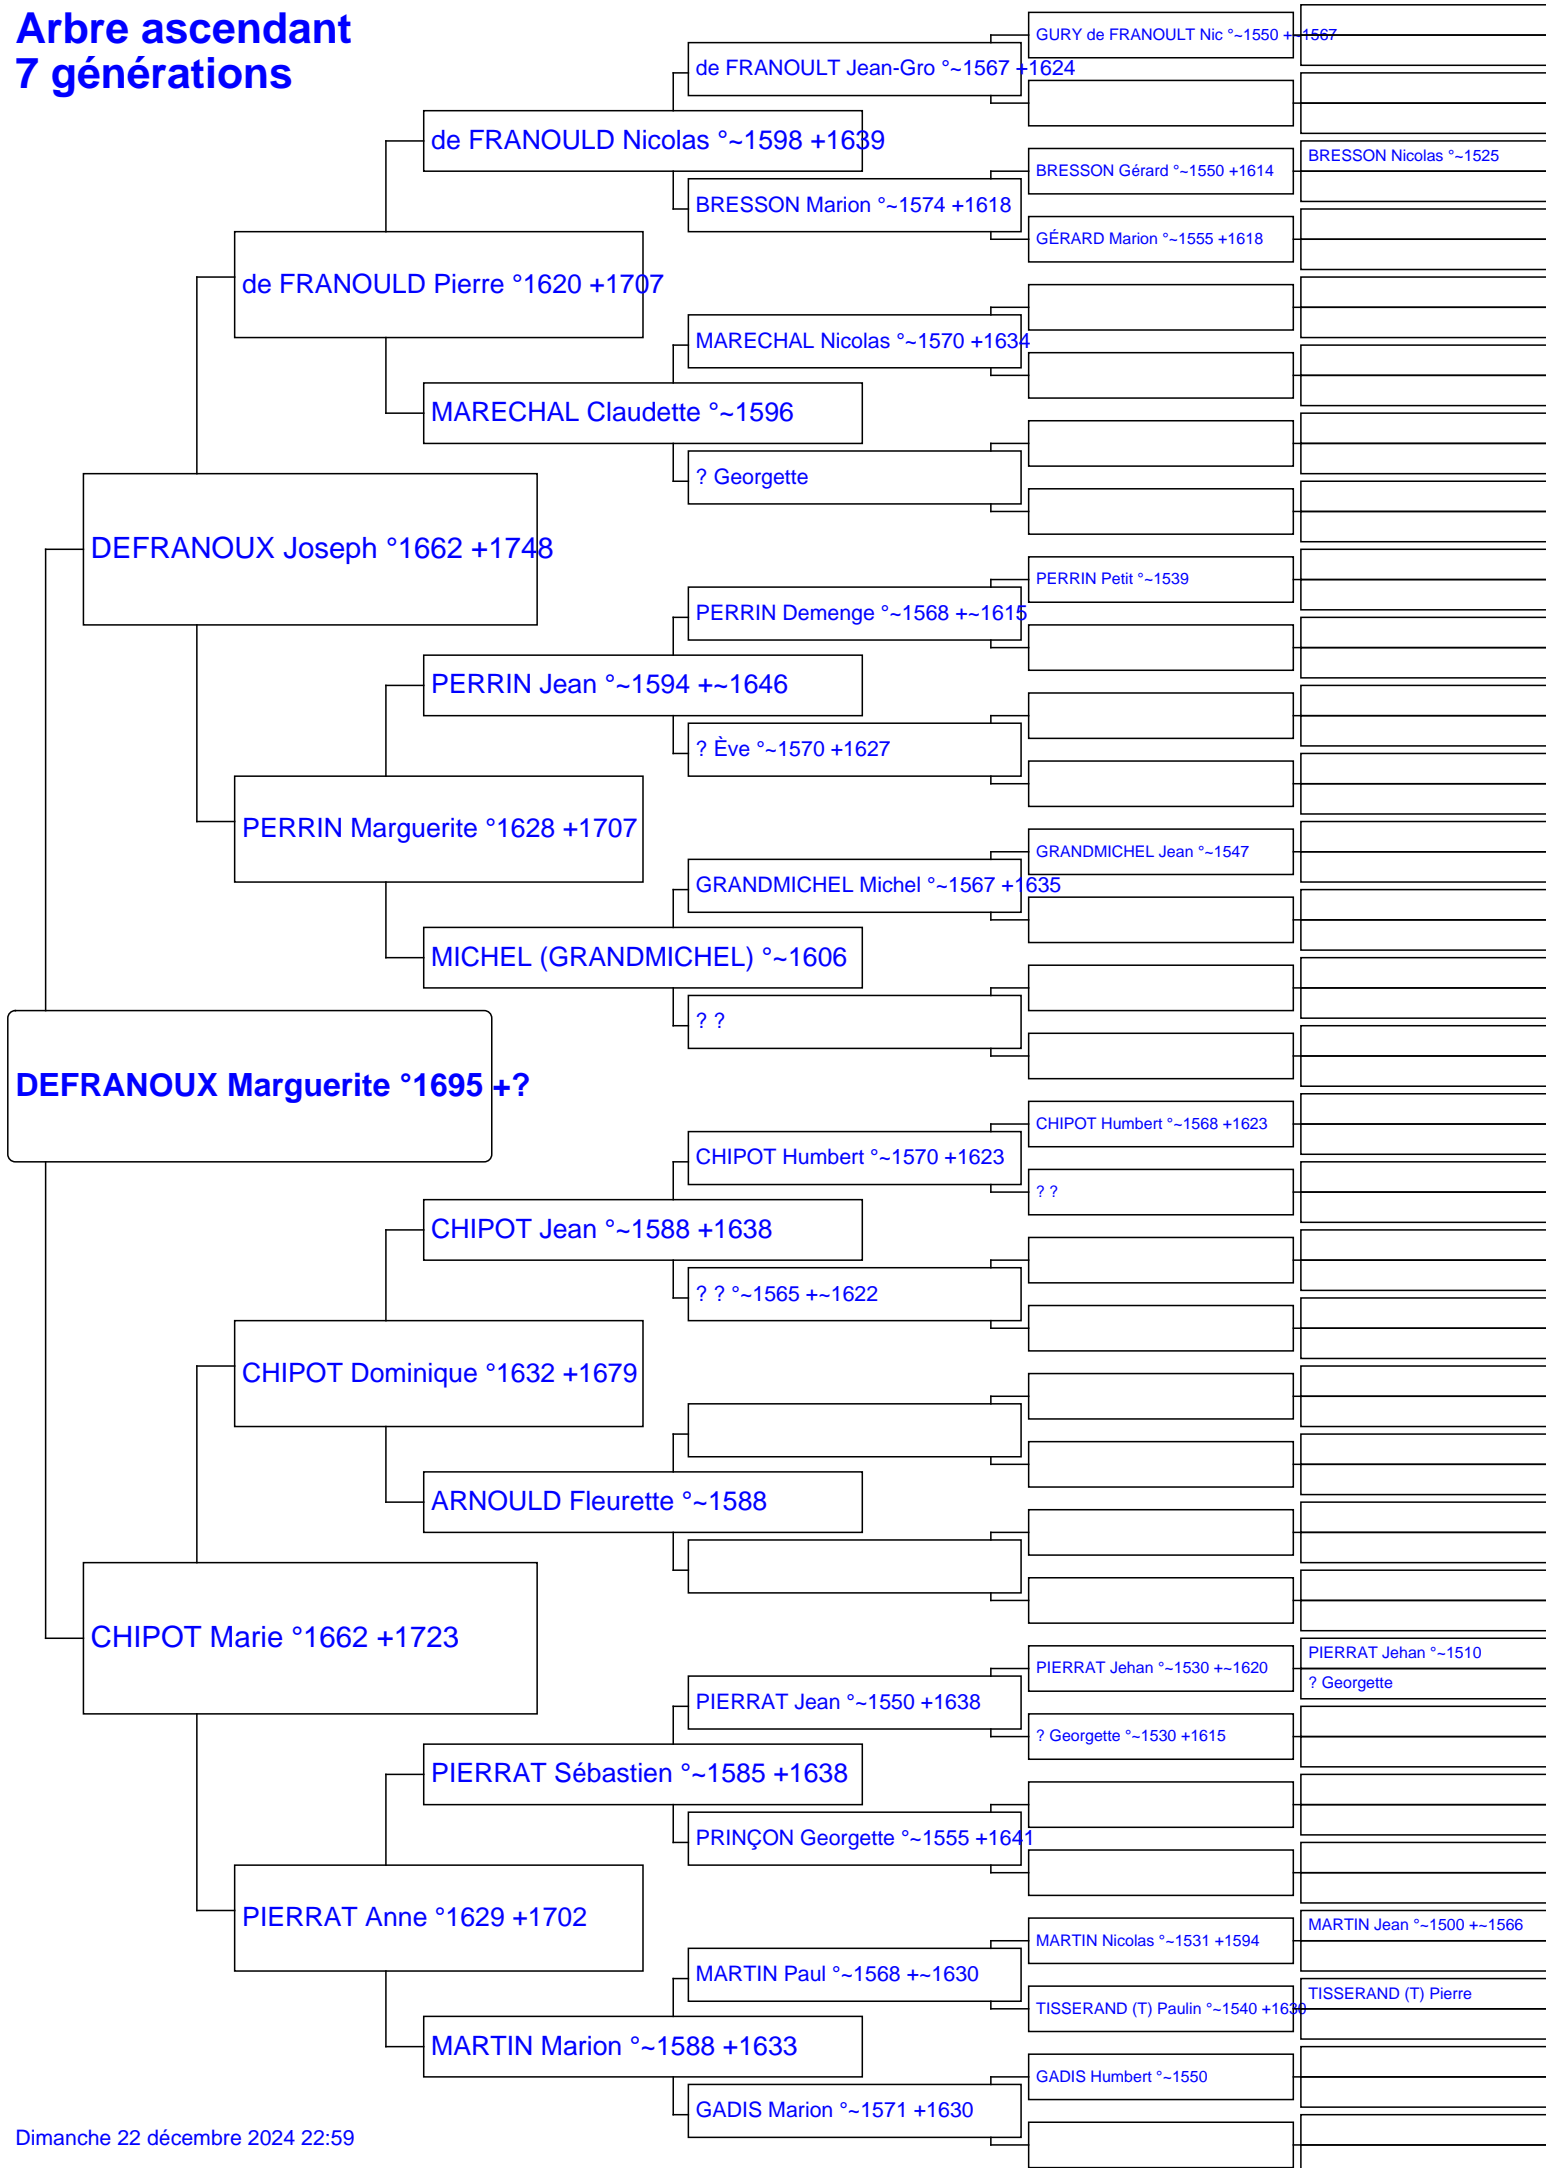 Arbre ascendant
7 générations
GURY de FRANOULT Nic °~1550 +~1567
de FRANOULT Jean-Gro °~1567 +1624
de FRANOULD Nicolas °~1598 +1639
BRESSON Nicolas °~1525
BRESSON Gérard °~1550 +1614
BRESSON Marion °~1574 +1618
GÉRARD Marion °~1555 +1618
de FRANOULD Pierre °1620 +1707
MARECHAL Nicolas °~1570 +1634
MARECHAL Claudette °~1596
? Georgette
DEFRANOUX Joseph °1662 +1748
PERRIN Petit °~1539
PERRIN Demenge °~1568 +~1615
PERRIN Jean °~1594 +~1646
? Ève °~1570 +1627
PERRIN Marguerite °1628 +1707
GRANDMICHEL Jean °~1547
GRANDMICHEL Michel °~1567 +1635
MICHEL (GRANDMICHEL) °~1606
? ?
DEFRANOUX Marguerite °1695 +?
CHIPOT Humbert °~1568 +1623
CHIPOT Humbert °~1570 +1623
? ?
CHIPOT Jean °~1588 +1638
? ? °~1565 +~1622
CHIPOT Dominique °1632 +1679
ARNOULD Fleurette °~1588
CHIPOT Marie °1662 +1723
PIERRAT Jehan °~1510
PIERRAT Jehan °~1530 +~1620
? Georgette
PIERRAT Jean °~1550 +1638
? Georgette °~1530 +1615
PIERRAT Sébastien °~1585 +1638
PRINÇON Georgette °~1555 +1641
PIERRAT Anne °1629 +1702
MARTIN Jean °~1500 +~1566
MARTIN Nicolas °~1531 +1594
MARTIN Paul °~1568 +~1630
TISSERAND (T) Pierre
TISSERAND (T) Paulin °~1540 +1630
MARTIN Marion °~1588 +1633
GADIS Humbert °~1550
GADIS Marion °~1571 +1630
Dimanche 22 décembre 2024 22:59